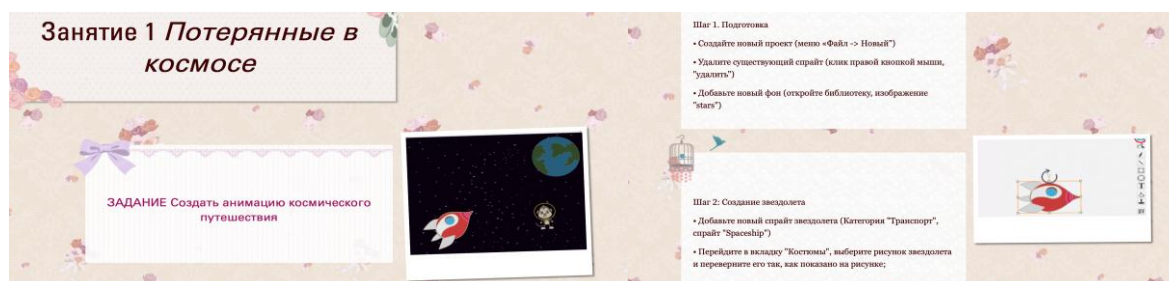 Занятие 1 Потерянные в
космосе
ЗАДАНИЕ Создать анимацию космического
путешествия
Шаг 1. Подготовка
• Создайте новый проект (меню «Файл -> Новый")
• Удалите существующий спрайт (клик правой кнопкой мыши,
"удалить")
• Добавьте новый фон (откройте библиотеку, изображение
"stars")
Шаг 2: Создание звездолета
• Добавьте новый спрайт звездолета (Категория "Транспорт",
спрайт "Spaceship")
• Перейдите в вкладку "Костюмы", выберите рисунок звездолета
и переверните его так, как показано на рисунке;